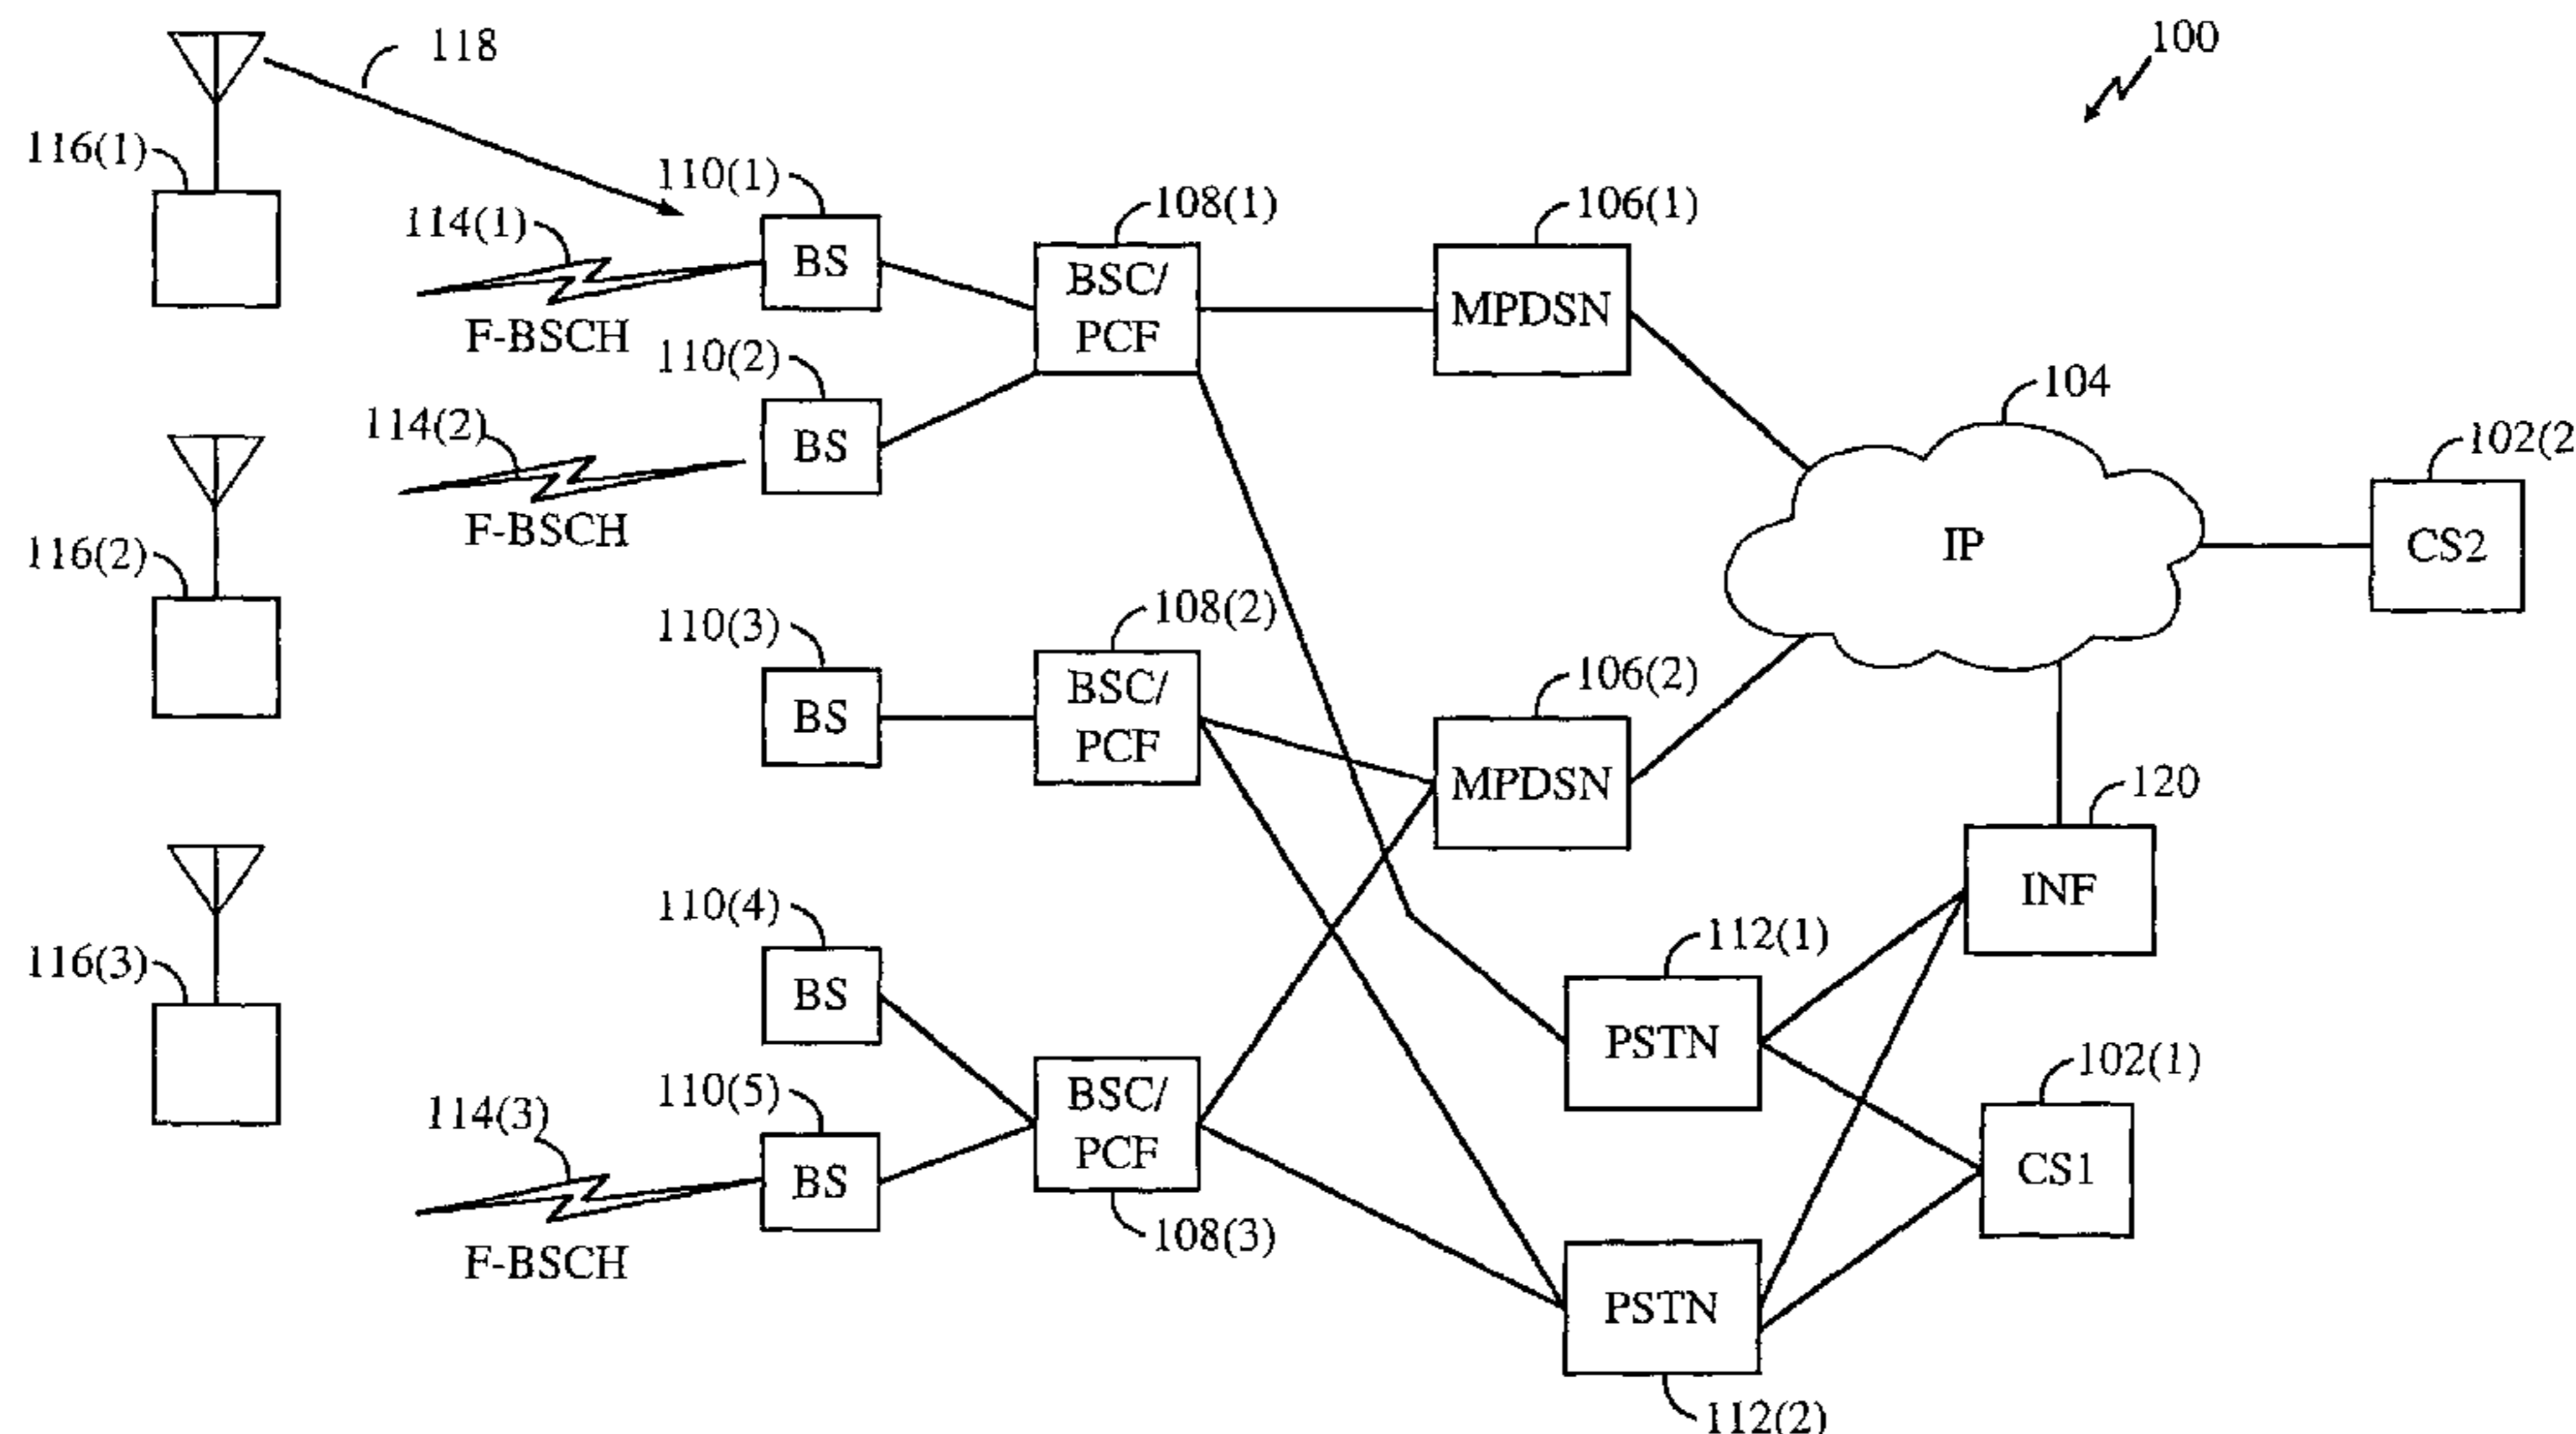 118
100
116(1)
110(1)
108(1)
106(1)
114(1)
BS
BSC/
PCF
MPDSN
F-BSCH
110(2)
104
114(2)
BS
102(2
F-BSCH
IP
CS2
116(2)
110(3)
108(2)
106(2)
BS
BSC/
PCF
MPDSN
120
INF
110(4)
112(1)
116(3)
BS
PSTN
102(1)
110(5)
BSC/
PCF
114(3)
BS
CS1
108(3)
F-BSCH
PSTN
112(2)